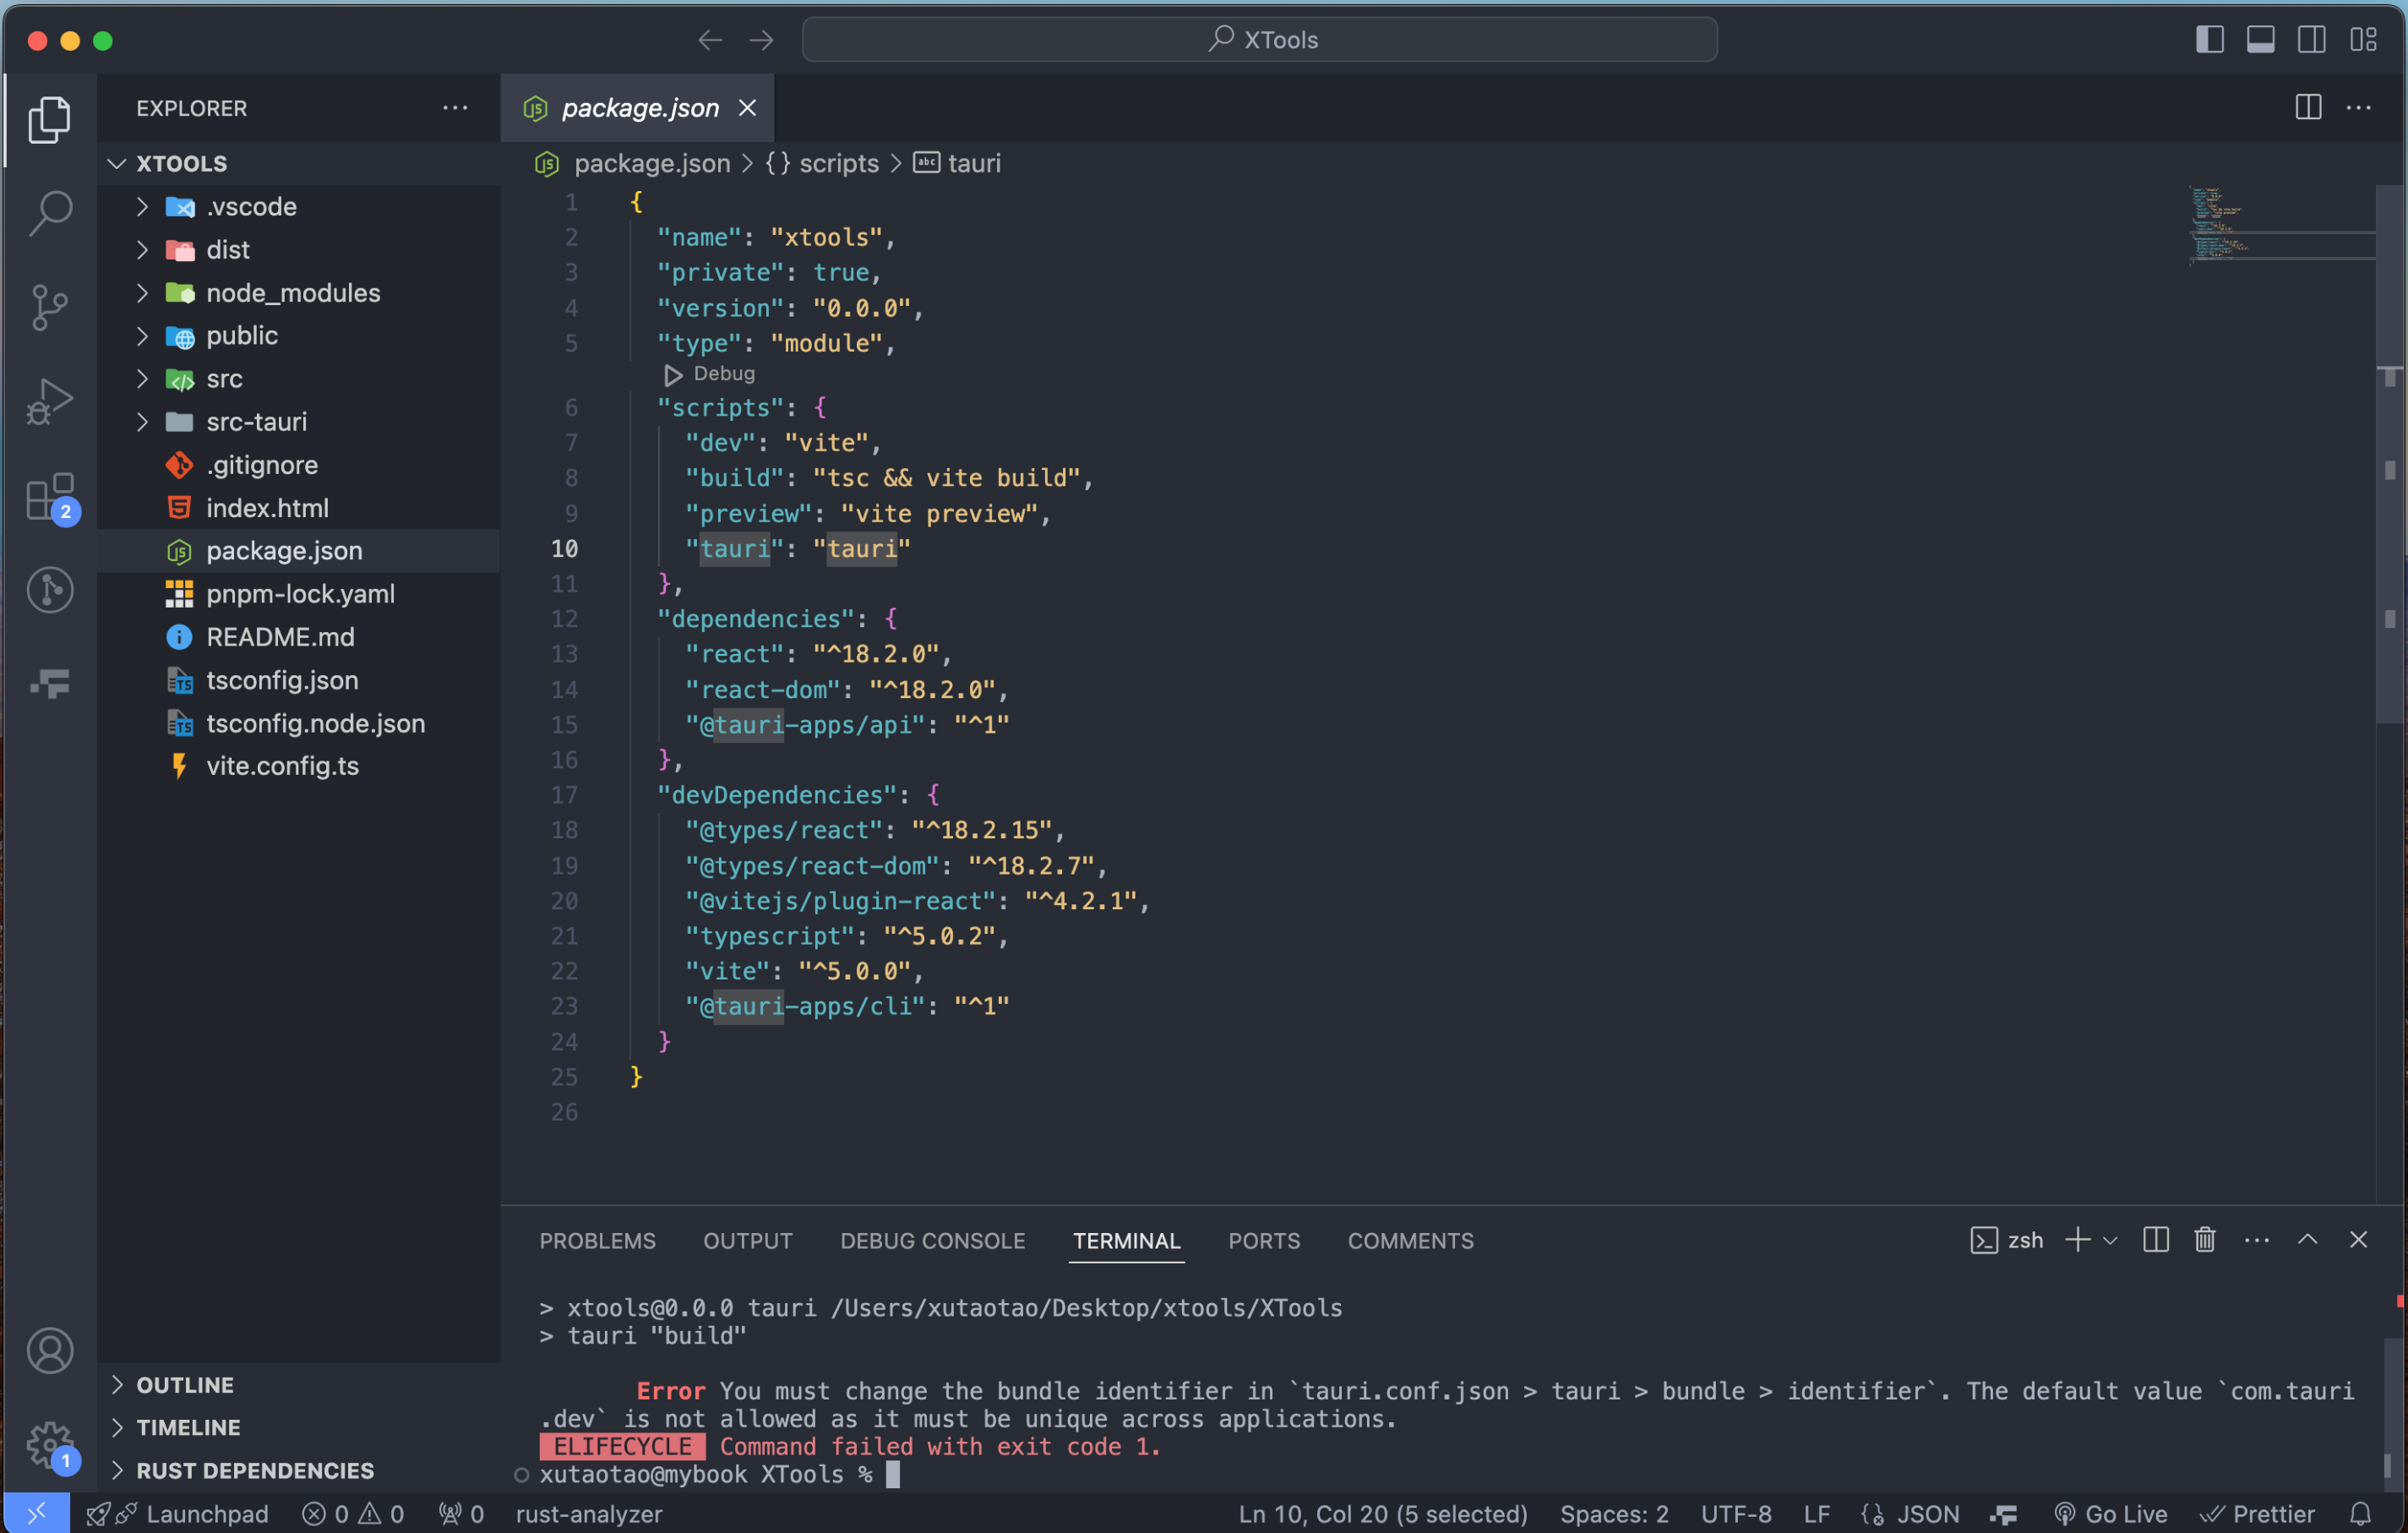 XTools
EXPLORER
XTOOLS
.vscode
dist
node_modules
public
src
src-tauri
.gitignore
index.html
package.json
pnpm-lock.yaml
README.md
tsconfig.json
tsconfig.node.json
vite.config.ts
OUTLINE
TIMELINE
RUST DEPENDENCIES
2
1
package.json
package.json > {} scripts > abc tauri
1 {
2 "name": "xtools",
3 "private": true,
4 "version": "0.0.0",
5 "type": "module",
Debug
6 "scripts": {
7 "dev": "vite",
8 "build": "tsc && vite build",
9 "preview": "vite preview",
10 "tauri": "tauri"
11 },
12 "dependencies": {
13 "react": "^18.2.0",
14 "react-dom": "^18.2.0",
15 "@tauri-apps/api": "^1"
16 },
17 "devDependencies": {
18 "@types/react": "^18.2.15",
19 "@types/react-dom": "^18.2.7",
20 "@vitejs/plugin-react": "^4.2.1",
21 "typescript": "^5.0.2",
22 "vite": "^5.0.0",
23 "@tauri-apps/cli": "^1"
24 }
25 }
26
PROBLEMS OUTPUT DEBUG CONSOLE TERMINAL PORTS COMMENTS zsh
> xtools@0.0.0 tauri /Users/xutaotao/Desktop/xtools/XTools
> tauri "build"
Error You must change the bundle identifier in `tauri.conf.json > tauri > bundle > identifier`. The default value `com.tauri
.dev` is not allowed as it must be unique across applications.
ELIFECYCLE Command failed with exit code 1.
xutaotao@mybook XTools %
Launchpad 0 0 0 rust-analyzer Ln 10, Col 20 (5 selected) Spaces: 2 UTF-8 LF JSON Go Live Prettier